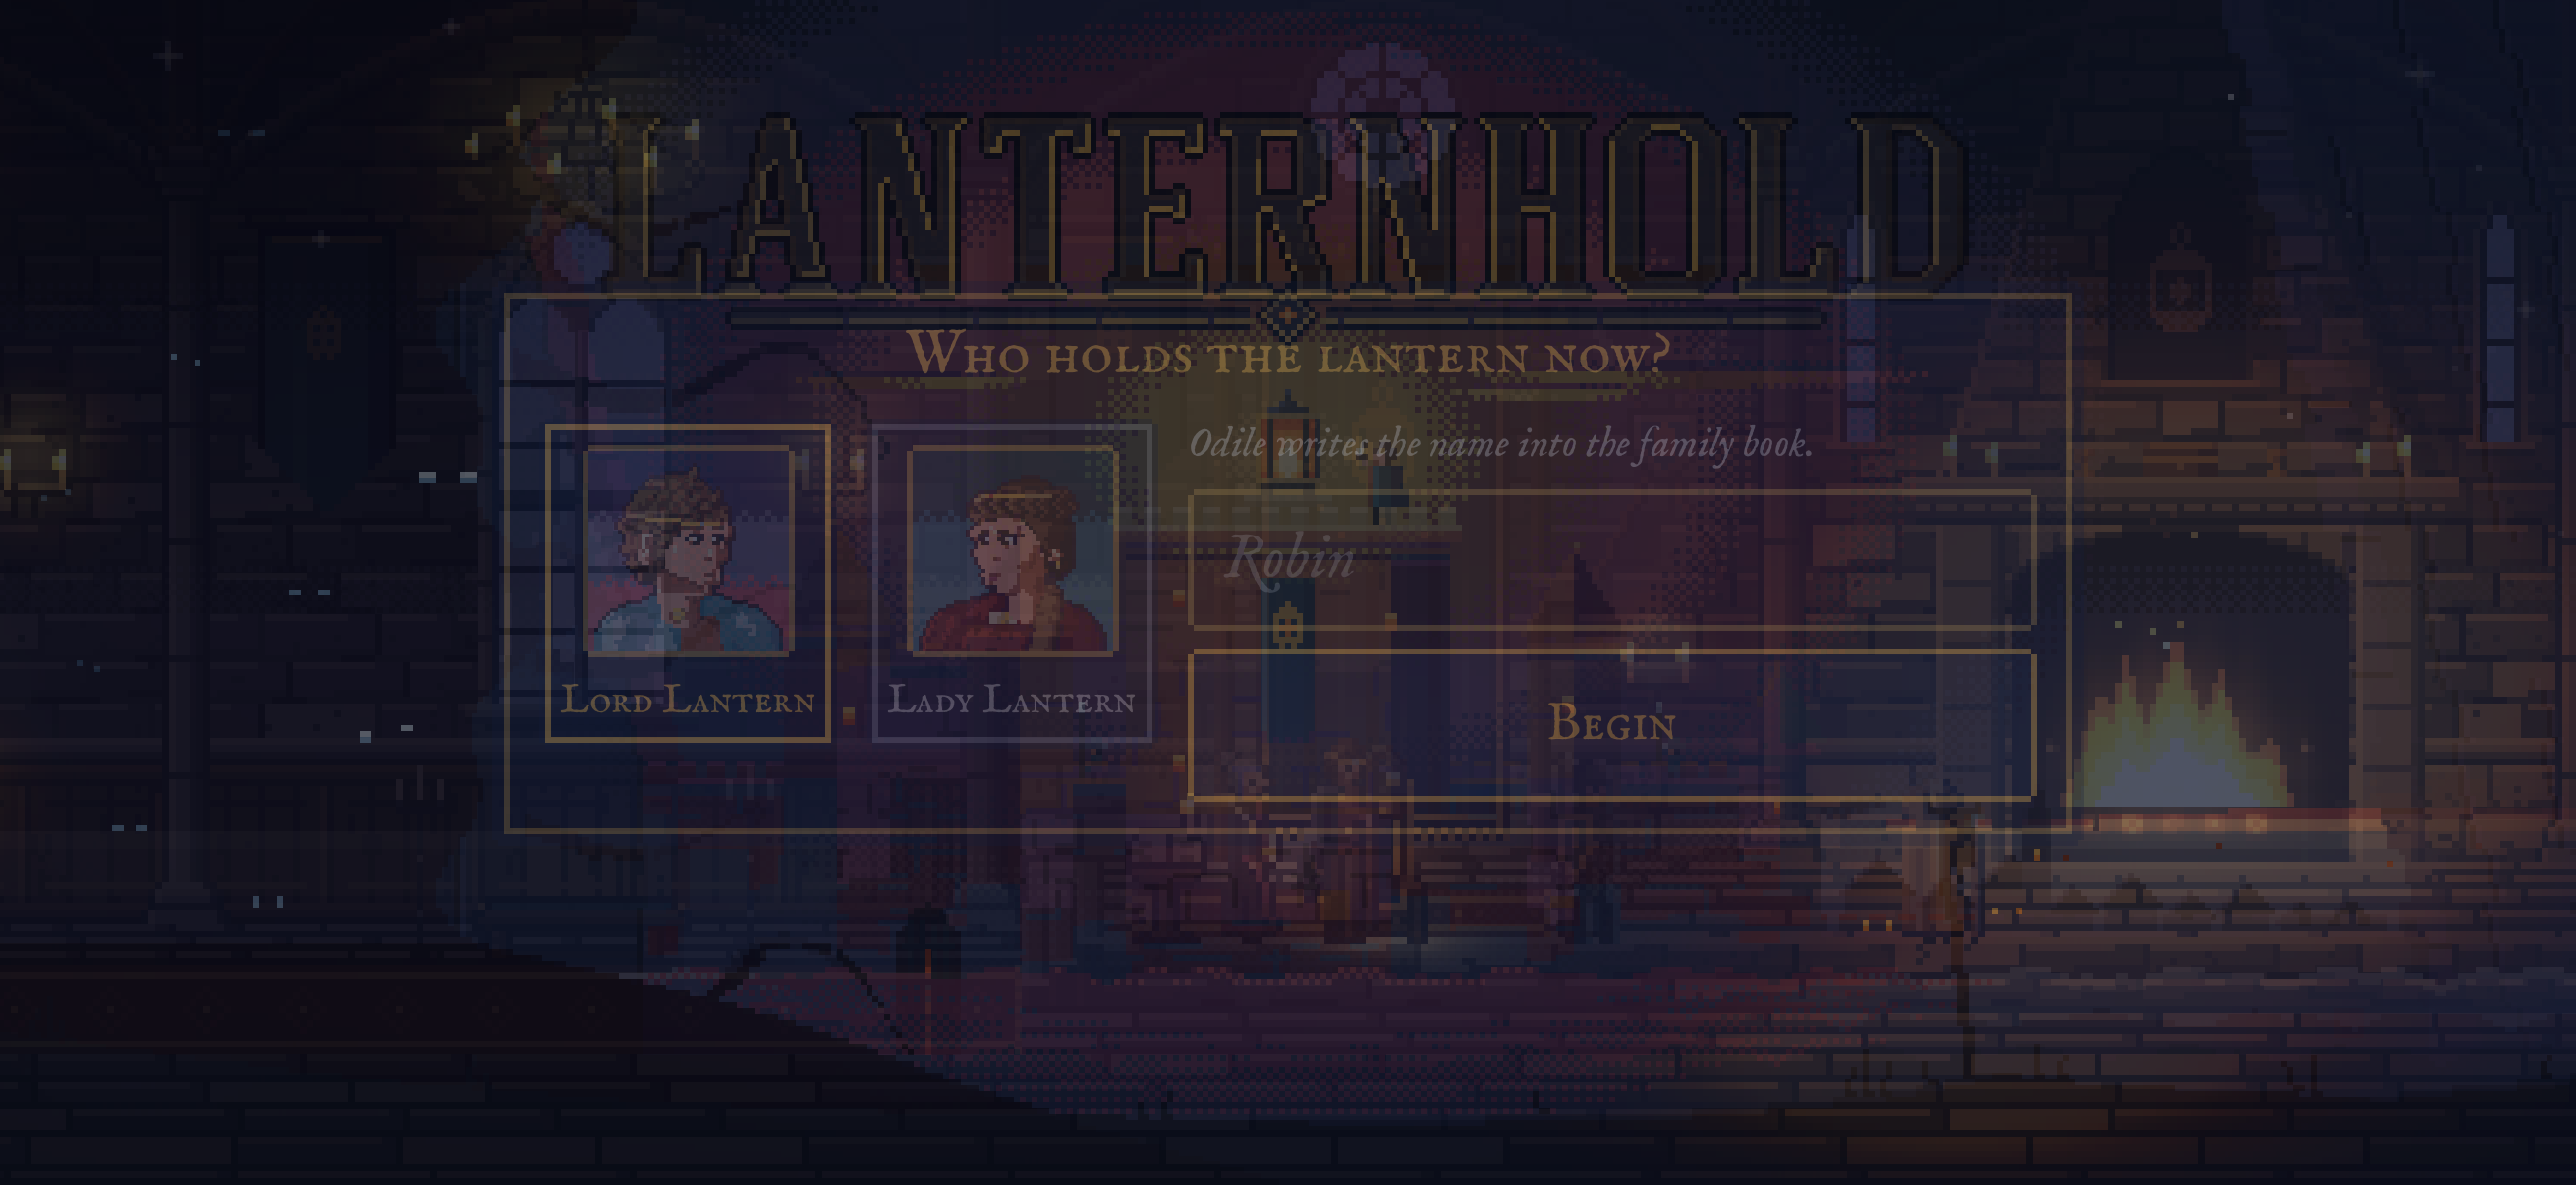 LANTERNHOLD
Who holds the lantern now?
Odile writes the name into the family book.
Robin
Lord Lantern
Lady Lantern
Begin